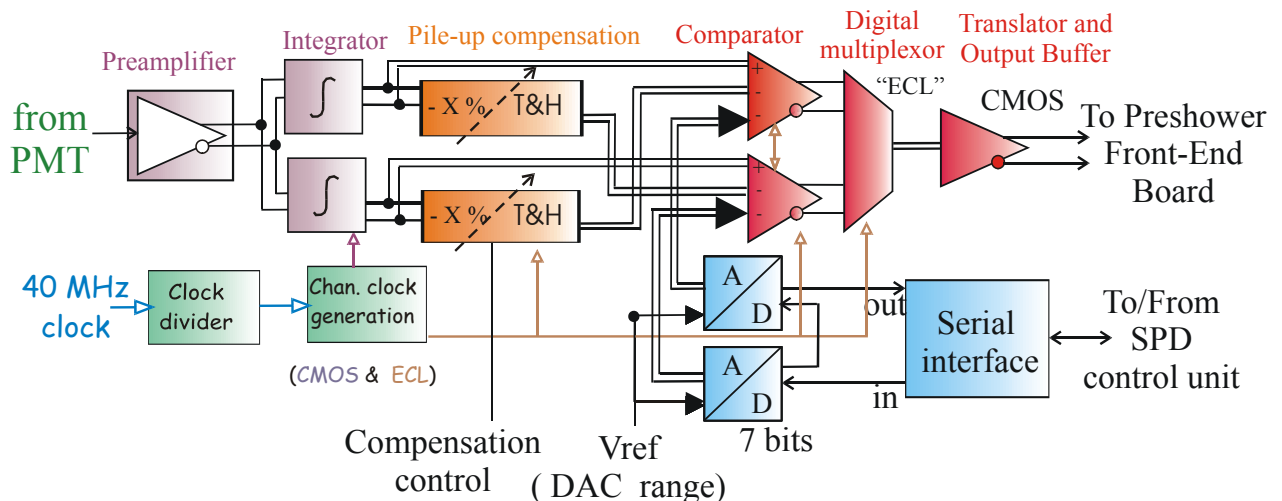 Preamplifier
Integrator
Pile-up compensation
Comparator
Digital
multiplexor
Translator and
Output Buffer
from
PMT
∫
- X %
T&H
+
-
-
“ECL”
CMOS
To Preshower
Front-End
Board
∫
- X %
T&H
+
-
-
40 MHz
clock
Clock
divider
Chan. clock
generation
(CMOS & ECL)
A
D
out
A
D
in
7 bits
Serial
interface
To/From
SPD
control unit
Compensation
control
Vref
( DAC range)